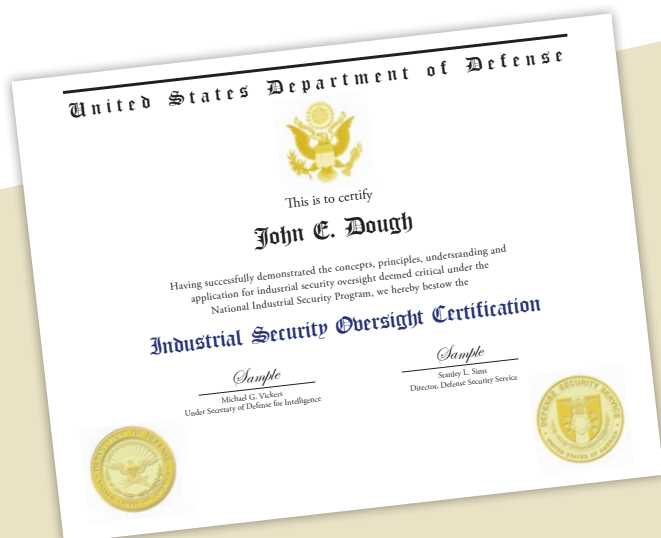 United States Department of Defense
This is to certify
John E. Dough
Having successfully demonstrated the concepts, principles, understanding and
application for industrial security oversight deemed critical under the
National Industrial Security Program, we hereby bestow the
Industrial Security Oversight Certification
Sample
Michael G. Vickers
Under Secretary of Defense for Intelligence
Sample
Stanley L. Sims
Director, Defense Security Service
DEPARTMENT OF DEFENSE
DEFENSE SECURITY SERVICE
UNITED STATES OF AMERICA